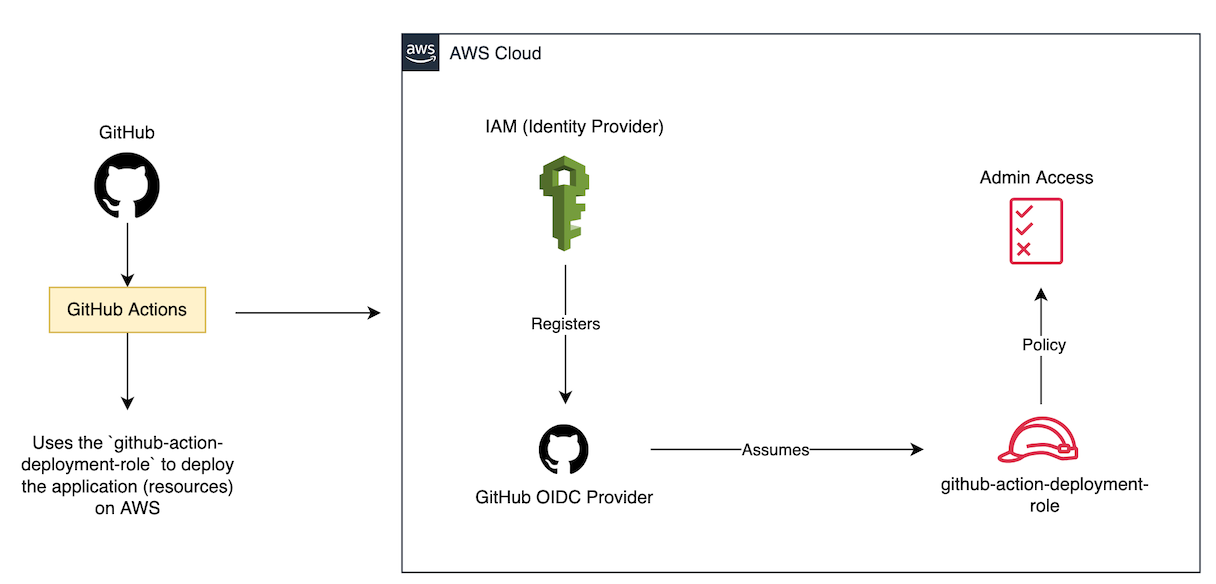 aws
AWS Cloud
IAM (Identity Provider)
GitHub
Admin Access
GitHub Actions
Registers
Policy
Uses the `github-action-
deployment-role` to deploy
the application (resources)
on AWS
Assumes
GitHub OIDC Provider
github-action-deployment-
role